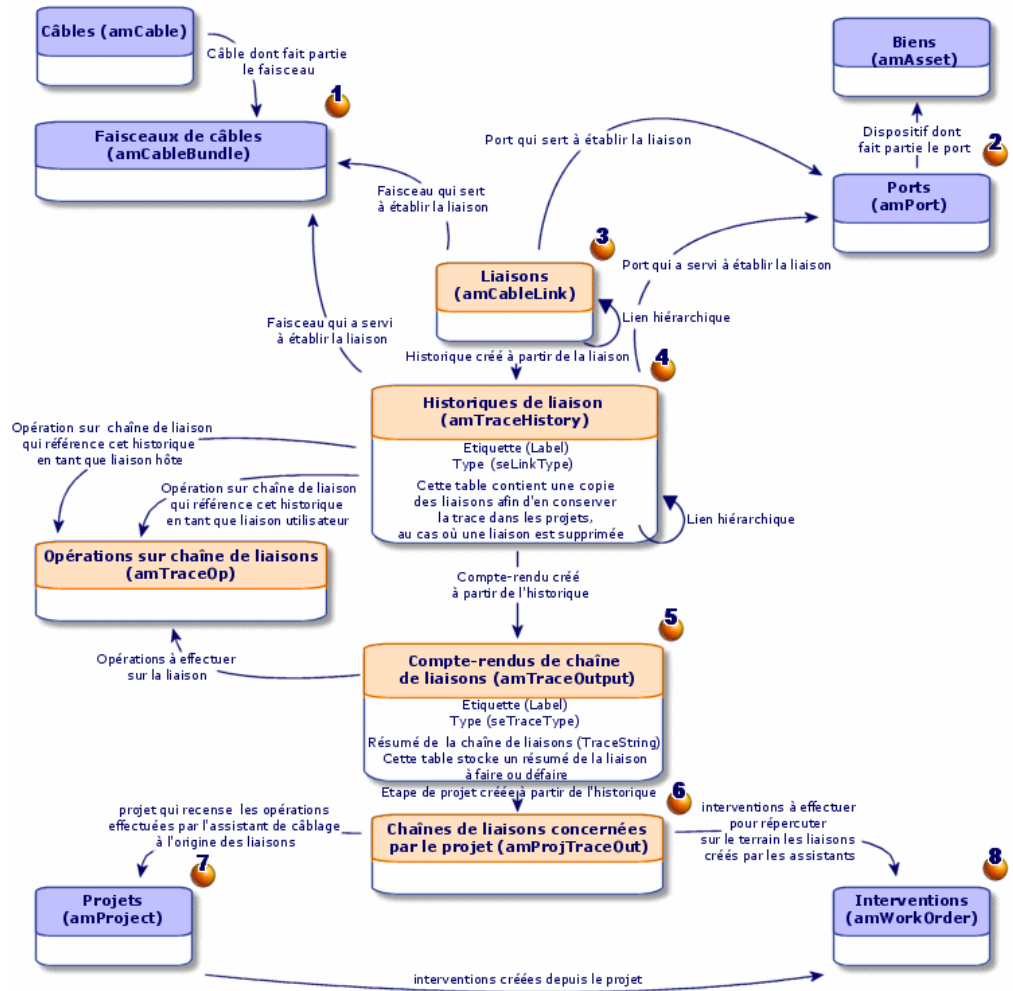 Câbles (amCable)
Câble dont fait partie
le faisceau
1
Faisceaux de câbles
(amCableBundle)
Biens
(amAsset)
Dispositif dont
fait partie le port
2
Ports
(amPort)
Port qui sert à établir la liaison
Faisceau qui sert
à établir la liaison
3
Liaisons
(amCableLink)
Port qui a servi à établir la liaison
Lien hiérarchique
Faisceau qui a servi
à établir la liaison
Historique créé à partir de la liaison
4
Historiques de liaison
(amTraceHistory)
Etiquette (Label)
Type (seLinkType)
Cette table contient une copie
des liaisons afin d'en conserver
la trace dans les projets,
au cas où une liaison est supprimée
Lien hiérarchique
Opération sur chaîne de liaison
qui référence cet historique
en tant que liaison hôte
Opération sur chaîne de liaison
qui référence cet historique
en tant que liaison utilisateur
Opérations sur chaîne de liaisons
(amTraceOp)
Compte-rendu créé
à partir de l'historique
5
Opérations à effectuer
sur la liaison
Compte-rendus de chaîne
de liaisons (amTraceOutput)
Etiquette (Label)
Type (seTraceType)
Résumé de la chaîne de liaisons (TraceString)
Cette table stocke un résumé de la liaison
à faire ou défaire
Etape de projet créée à partir de l'historique
6
projet qui recense les opérations
effectuées par l'assistant de câblage
à l'origine des liaisons
Chaînes de liaisons concernées
par le projet (amProjTraceOut)
interventions à effectuer
pour répercuter
sur le terrain les liaisons
créés par les assistants
7
Projets
(amProject)
8
Interventions
(amWorkOrder)
interventions créées depuis le projet